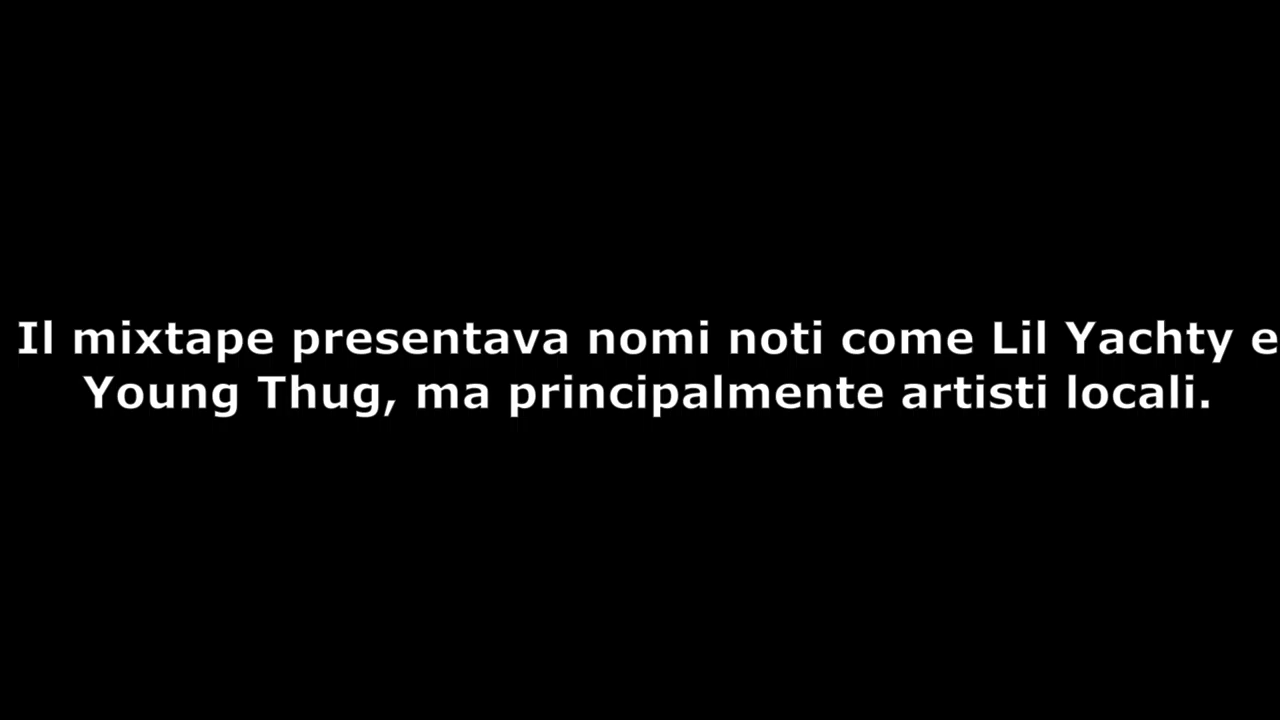 Il mixtape presentava nomi noti come Lil Yachty e
Young Thug, ma principalmente artisti locali.